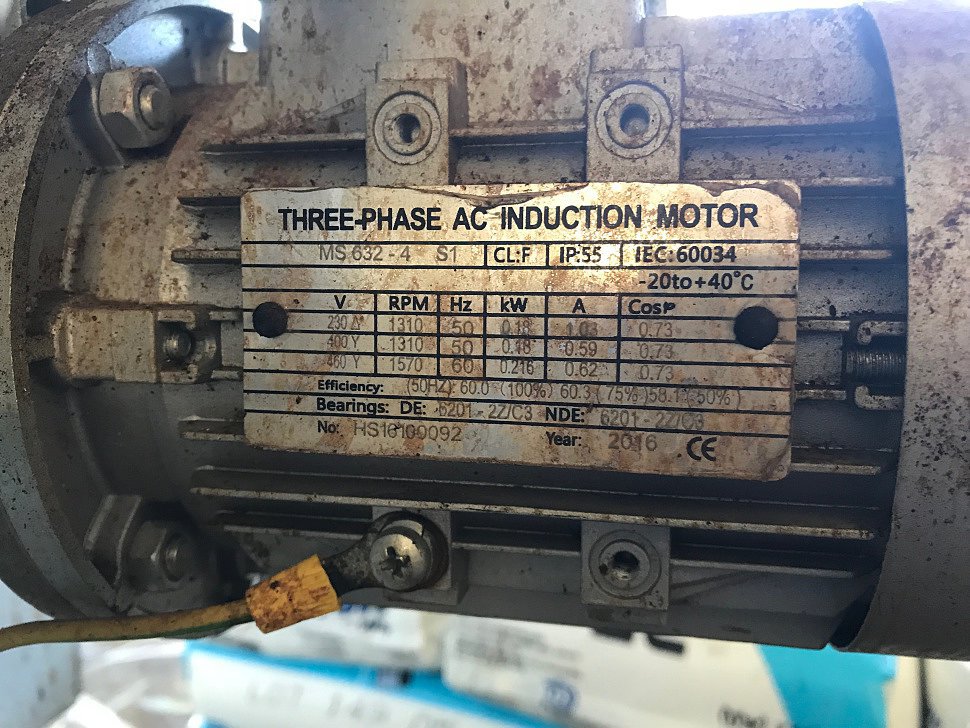 THREE-PHASE AC INDUCTION MOTOR
MS 632-4 S1 CL:F IP:55 IEC:60034
-20to+40°C
V RPM Hz kW A Cosφ
230 Δ 1310 50 0.18 1.03 0.73
400 Y 1310 50 0.18 0.59 0.73
460 Y 1570 60 0.216 0.62 0.73
Efficiency: (50HZ) 60.0 (100%) 60.3 (75%) 58.1 (50%)
Bearings: DE: 6201-2Z/C3 NDE: 6201-2Z/C3
No: HS16100092 Year: 2016 CE
LOT